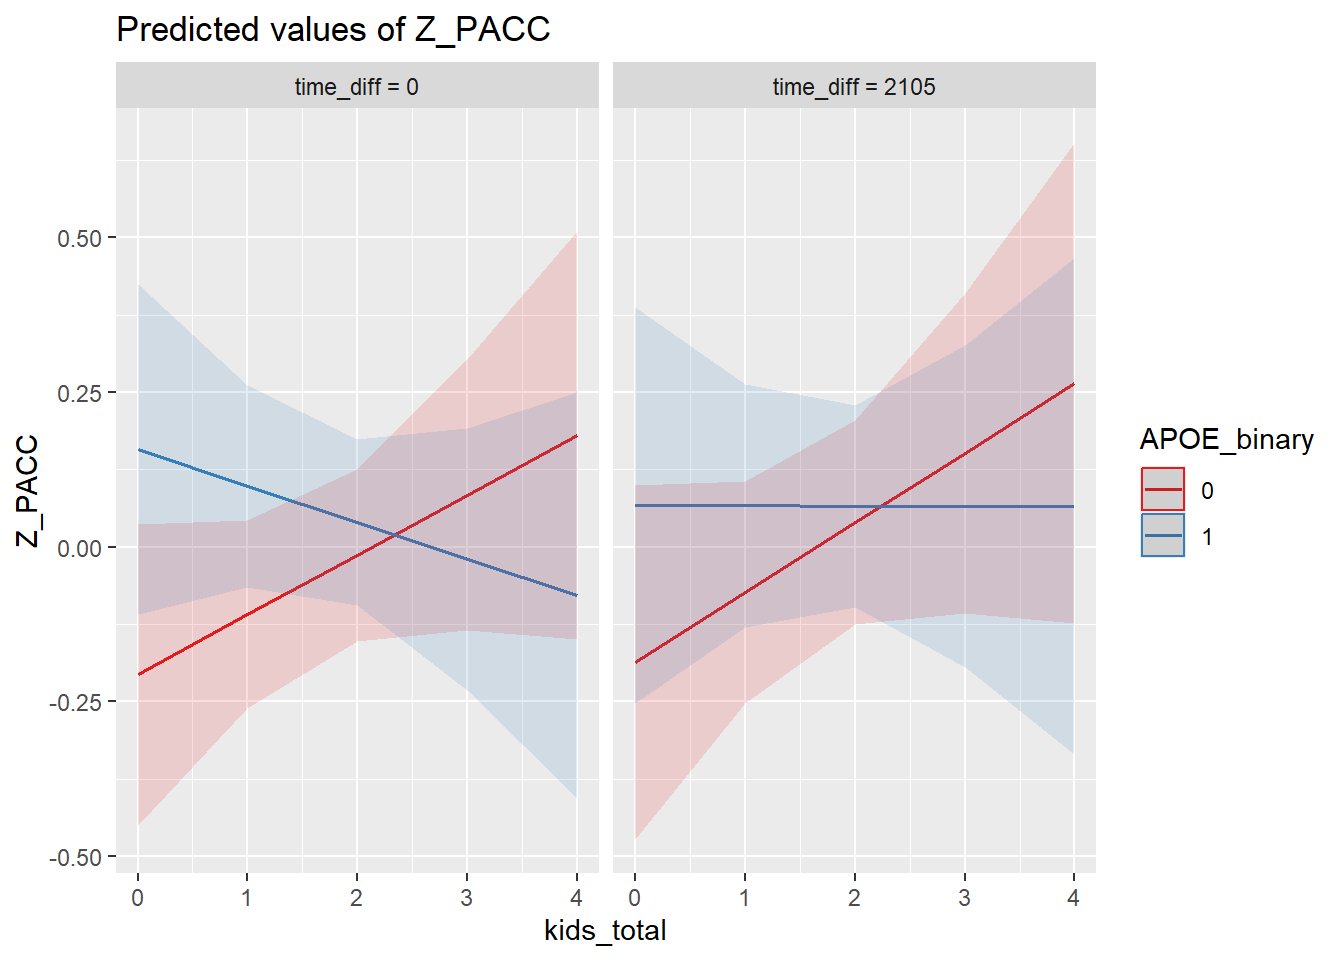 Predicted values of Z_PACC
time_diff = 0
time_diff = 2105
Z_PACC
0.50
0.25
0.00
-0.25
-0.50
0 1 2 3 4
0 1 2 3 4
kids_total
APOE_binary
0
1